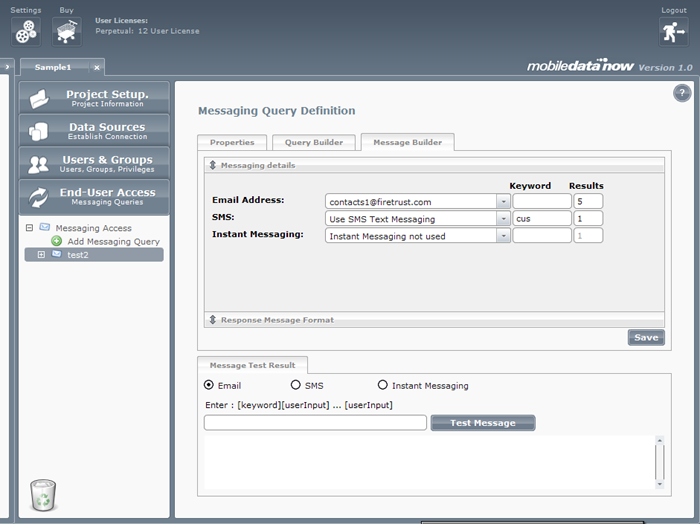 Settings
Buy
User Licenses:
Perpetual: 12 User License
Logout
Sample1 x
mobiledata now Version 1.0
?
Project Setup.
Project Information
Data Sources
Establish Connection
Users & Groups
Users, Groups, Privileges
End-User Access
Messaging Queries
Messaging Access
Add Messaging Query
test2
Messaging Query Definition
Properties
Query Builder
Message Builder
Messaging details
Keyword Results
Email Address: contacts1@firetrust.com 5
SMS: Use SMS Text Messaging cus 1
Instant Messaging: Instant Messaging not used 1
Response Message Format
Save
Message Test Result
Email SMS Instant Messaging
Enter : [keyword][userInput] ... [userInput]
Test Message